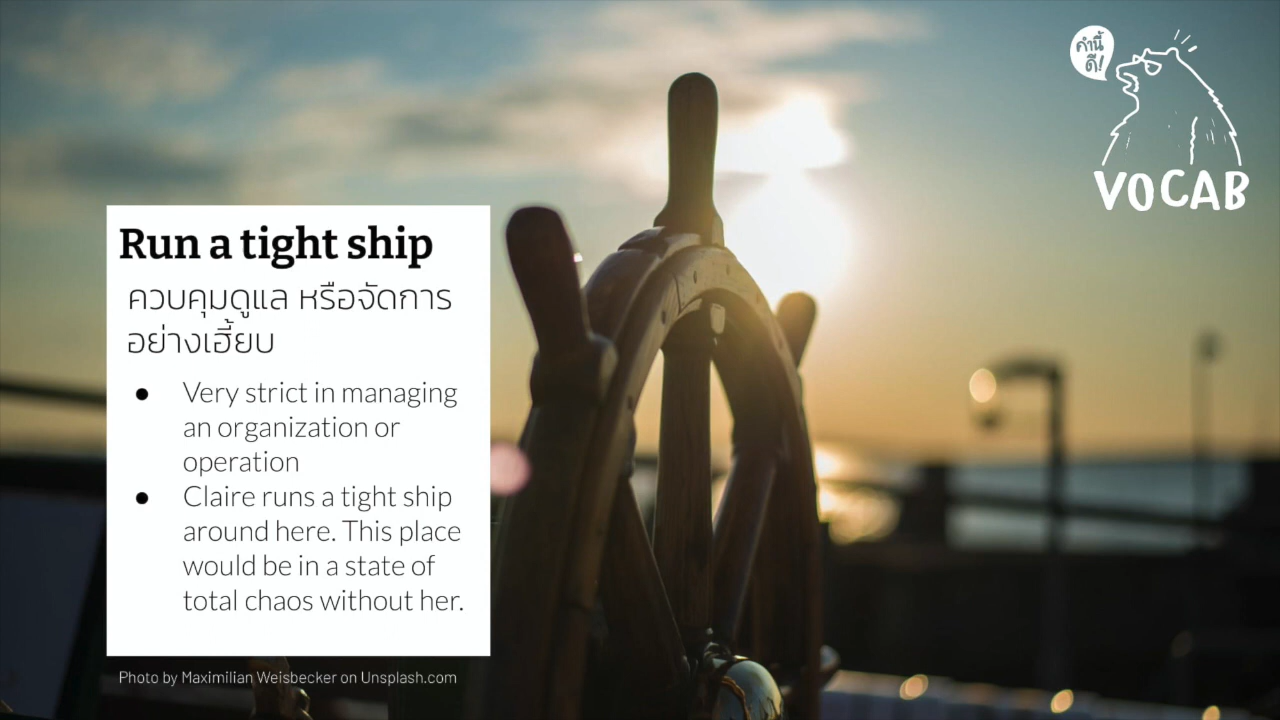 คำนี้
ดี!
VOCAB
Run a tight ship
ควบคุมดูแล หรือจัดการ
อย่างเฮี้ยบ
● Very strict in managing
an organization or
operation
● Claire runs a tight ship
around here. This place
would be in a state of
total chaos without her.
Photo by Maximilian Weisbecker on Unsplash.com